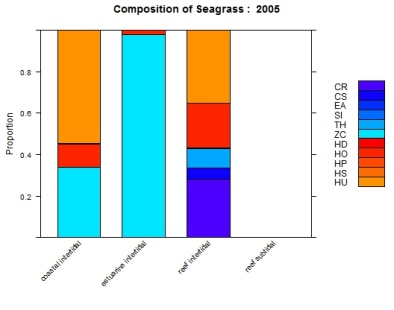 Composition of Seagrass : 2005
Proportion
0.8
0.6
0.4
0.2
coastal intertidal
estuarine intertidal
reef intertidal
reef subtidal
CR
CS
EA
SI
TH
ZC
HD
HO
HP
HS
HU